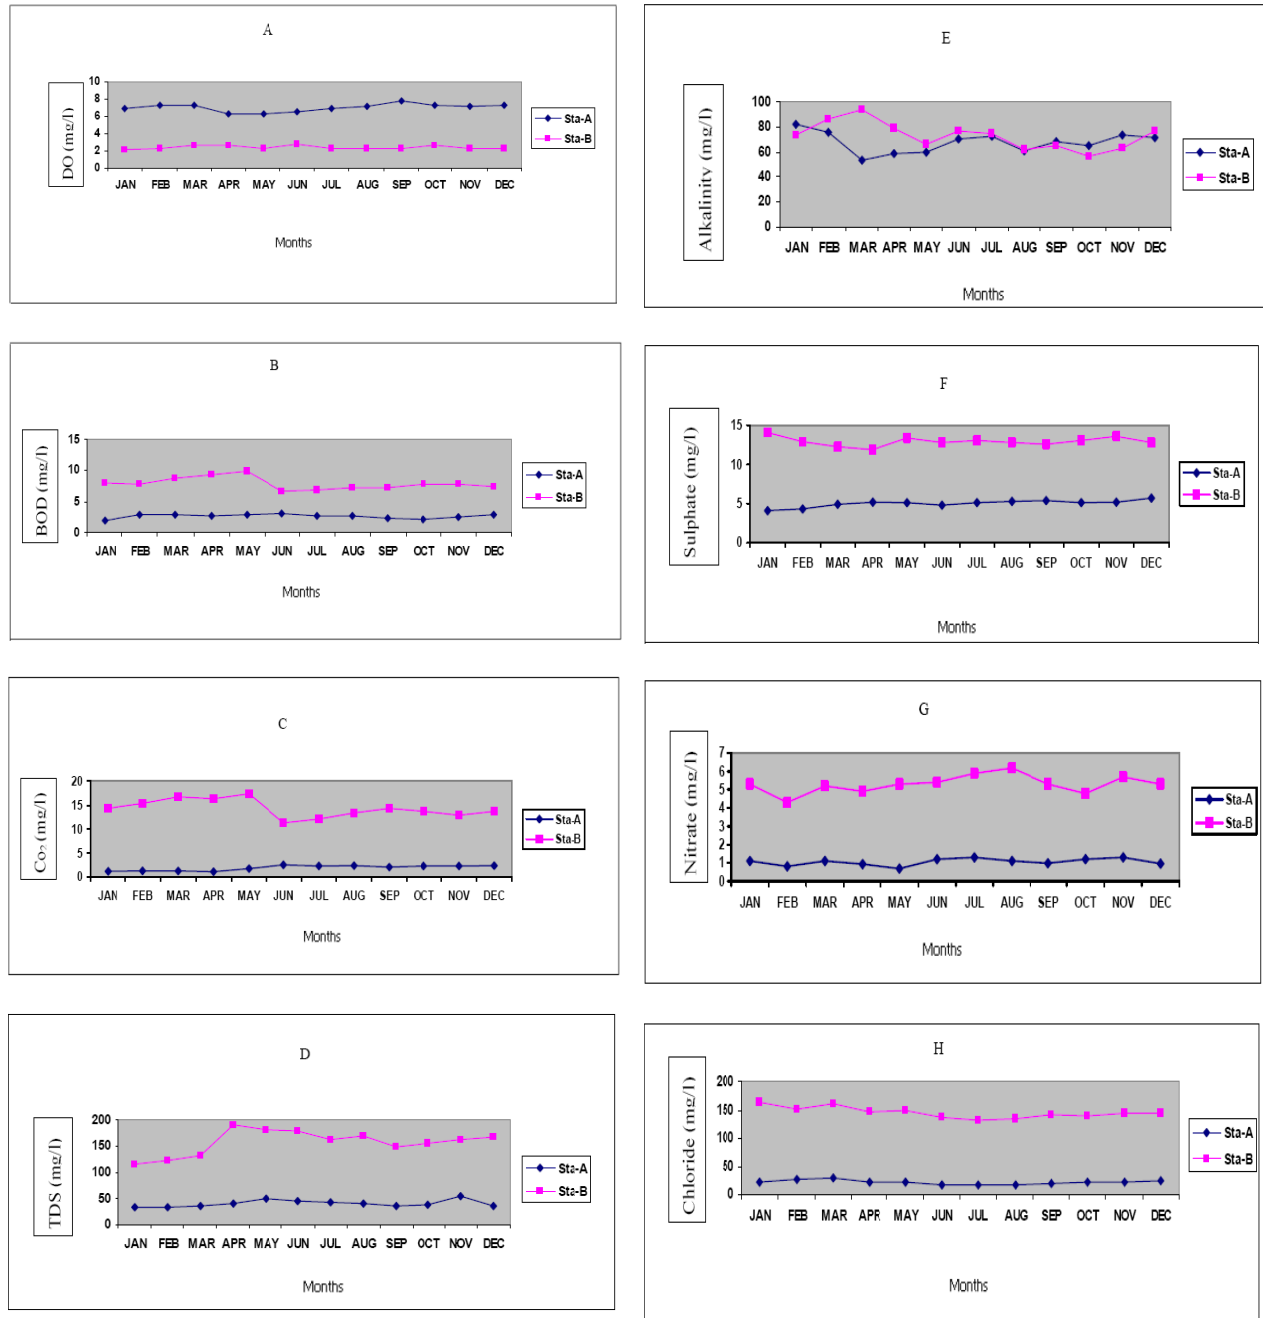 A
DO (mg/l)
10
8
6
4
2
0
JAN FEB MAR APR MAY JUN JUL AUG SEP OCT NOV DEC
Months
Sta-A
Sta-B
B
BOD (mg/l)
15
10
5
0
JAN FEB MAR APR MAY JUN JUL AUG SEP OCT NOV DEC
Months
Sta-A
Sta-B
C
Co₂ (mg/l)
20
15
10
5
0
JAN FEB MAR APR MAY JUN JUL AUG SEP OCT NOV DEC
Months
Sta-A
Sta-B
D
TDS (mg/l)
200
150
100
50
0
JAN FEB MAR APR MAY JUN JUL AUG SEP OCT NOV DEC
Months
Sta-A
Sta-B
E
Alkalinity (mg/l)
100
80
60
40
20
0
JAN FEB MAR APR MAY JUN JUL AUG SEP OCT NOV DEC
Months
Sta-A
Sta-B
F
Sulphate (mg/l)
15
10
5
0
JAN FEB MAR APR MAY JUN JUL AUG SEP OCT NOV DEC
Months
Sta-A
Sta-B
G
Nitrate (mg/l)
7
6
5
4
3
2
1
0
JAN FEB MAR APR MAY JUN JUL AUG SEP OCT NOV DEC
Months
Sta-A
Sta-B
H
Chloride (mg/l)
200
150
100
50
0
JAN FEB MAR APR MAY JUN JUL AUG SEP OCT NOV DEC
Months
Sta-A
Sta-B